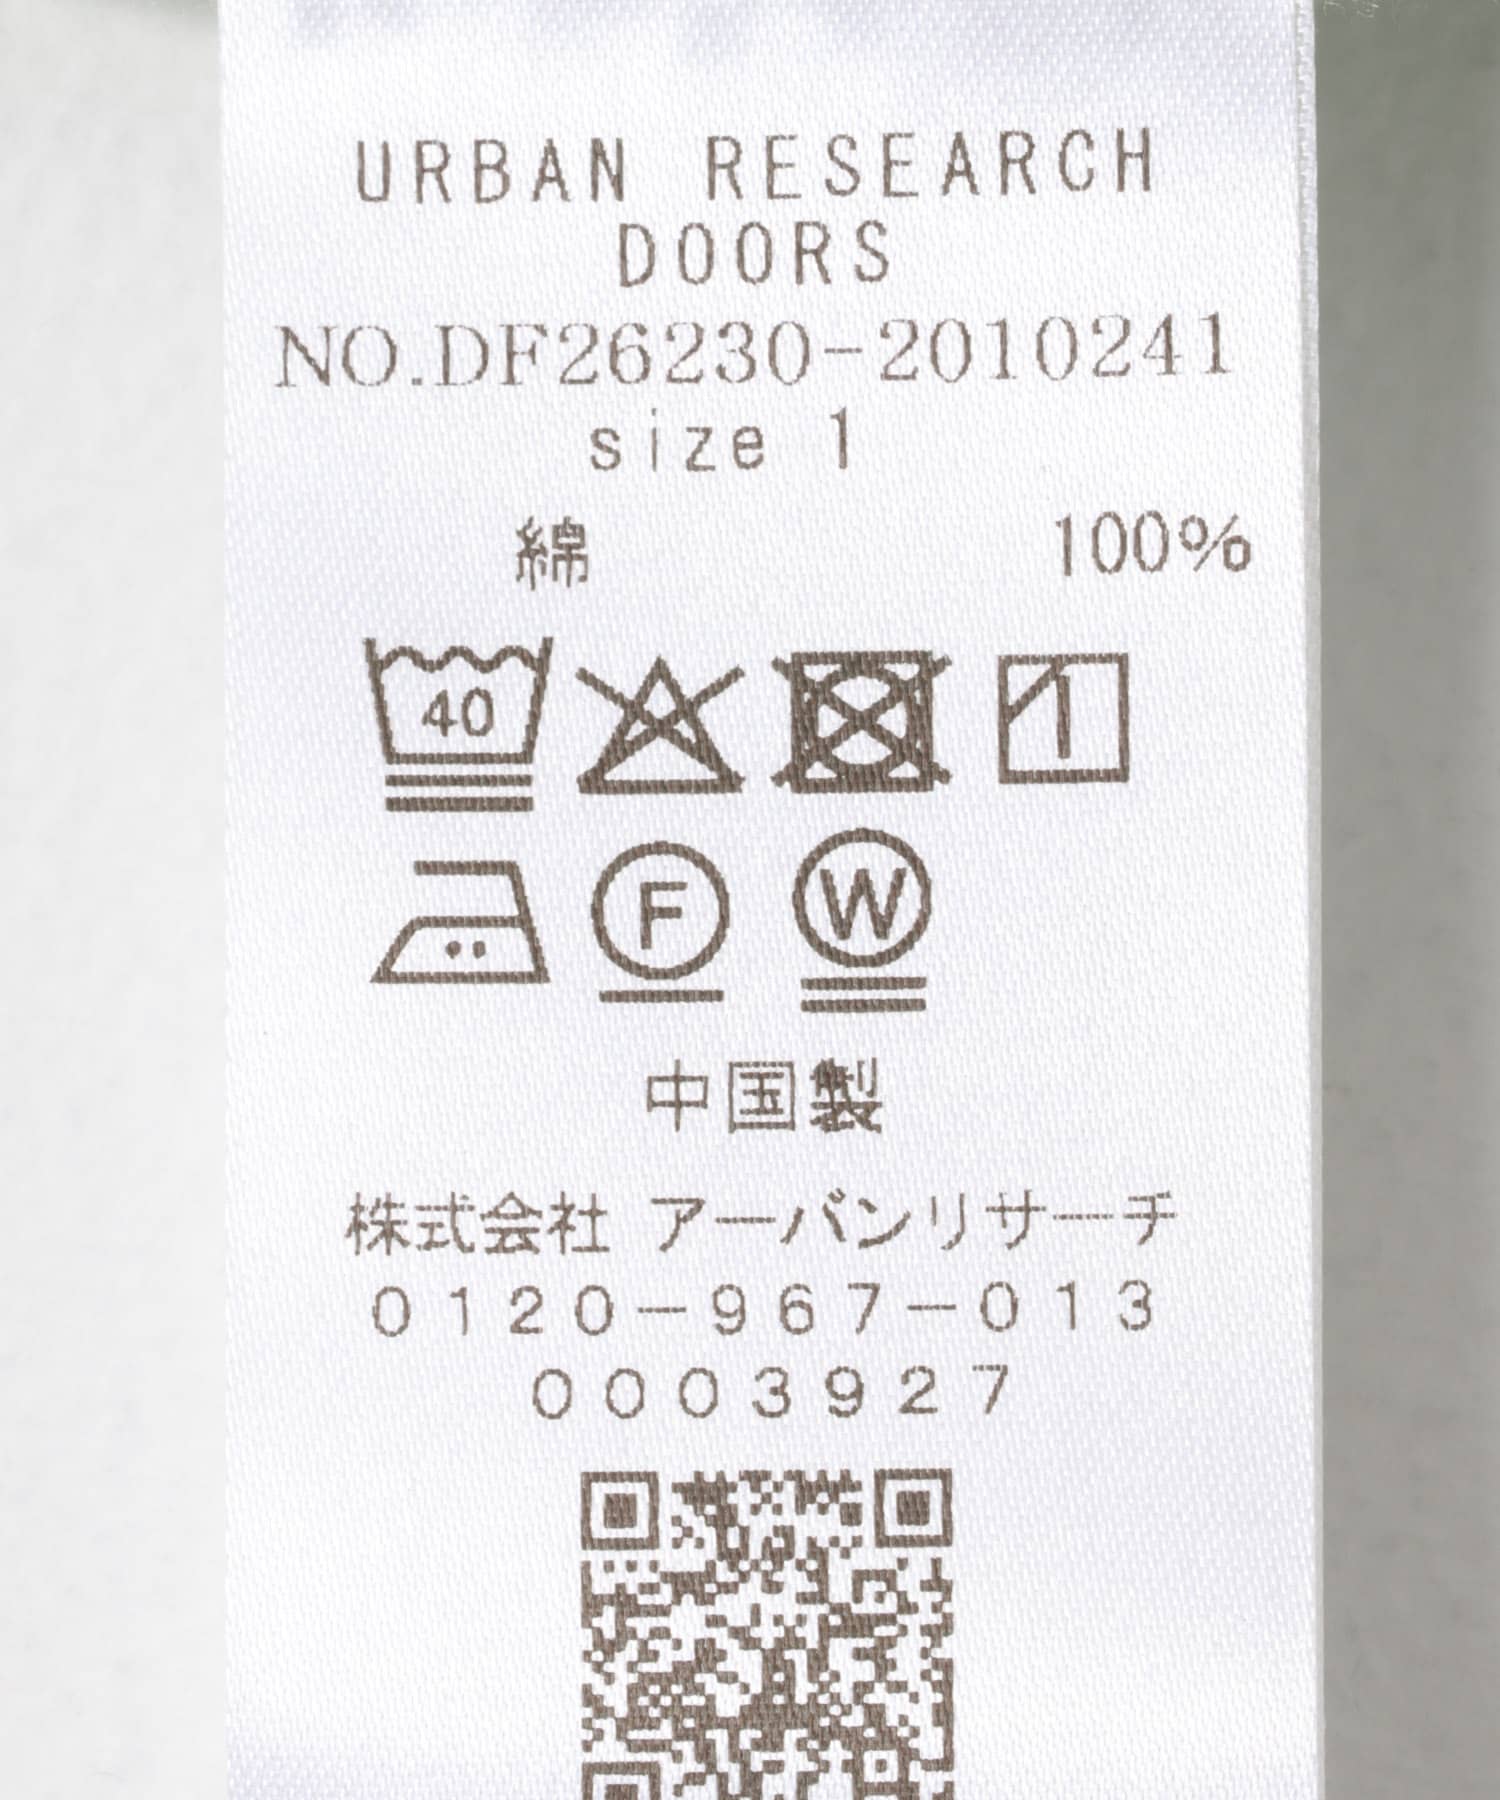 URBAN RESEARCH
DOORS
NO.DF26230-2010241
size 1
綿 100%
40
F W
中国製
株式会社 アーバンリサーチ
0120-967-013
0003927